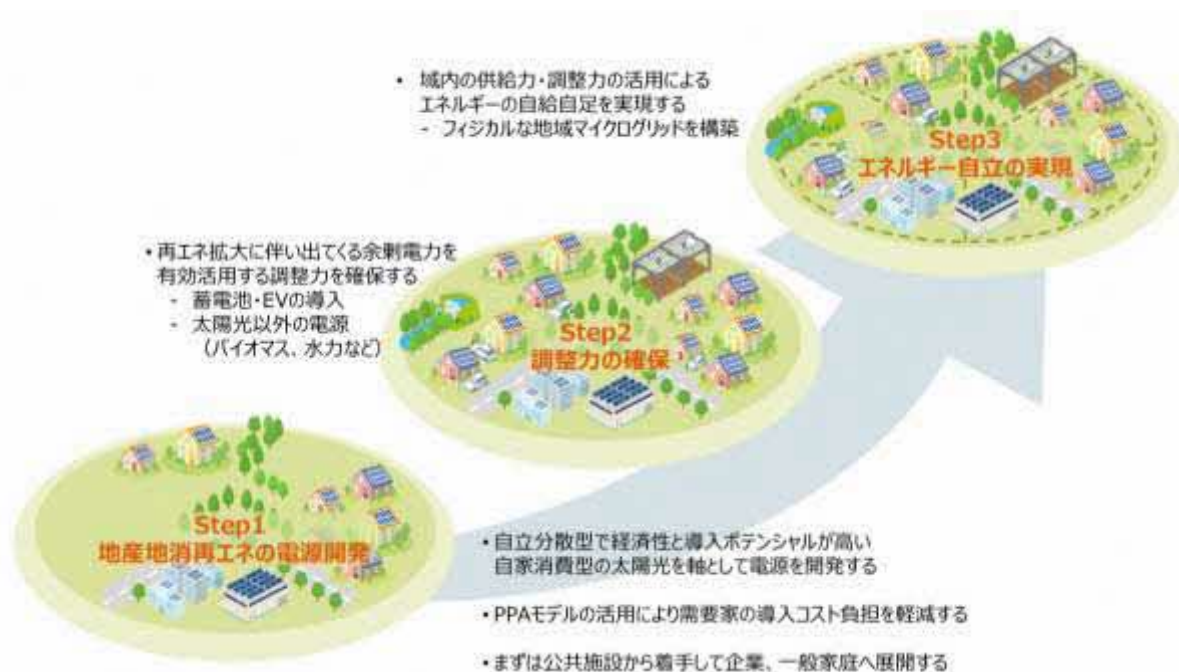 • 域内の供給力・調整力の活用による
エネルギーの自給自足を実現する
- フィジカルな地域マイクログリッドを構築
Step3
エネルギー自立の実現
• 再エネ拡大に伴い出てくる余剰電力を
有効活用する調整力を確保する
- 蓄電池・EVの導入
- 太陽光以外の電源
（バイオマス、水力など）
Step2
調整力の確保
Step1
地産地消再エネの電源開発
• 自立分散型で経済性と導入ポテンシャルが高い
自家消費型の太陽光を軸として電源を開発する
• PPAモデルの活用により需要家の導入コスト負担を軽減する
• まずは公共施設から着手して企業、一般家庭へ展開する